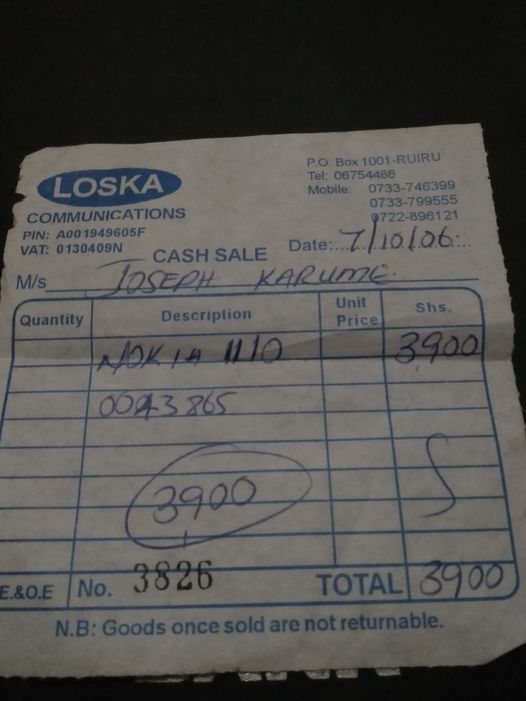 LOSKA
COMMUNICATIONS
PIN: A001949605F
VAT: 0130409N
P.O. Box 1001-RUIRU
Tel: 06754486
Mobile: 0733-746399
0733-799555
0722-896121
CASH SALE
Date: 7/10/06
M/s JOSEPH KARUME
Quantity Description Unit Price Shs.
NOKIA 1110 3900
0043865
3900
E.&O.E No. 3826 TOTAL 3900
N.B: Goods once sold are not returnable.